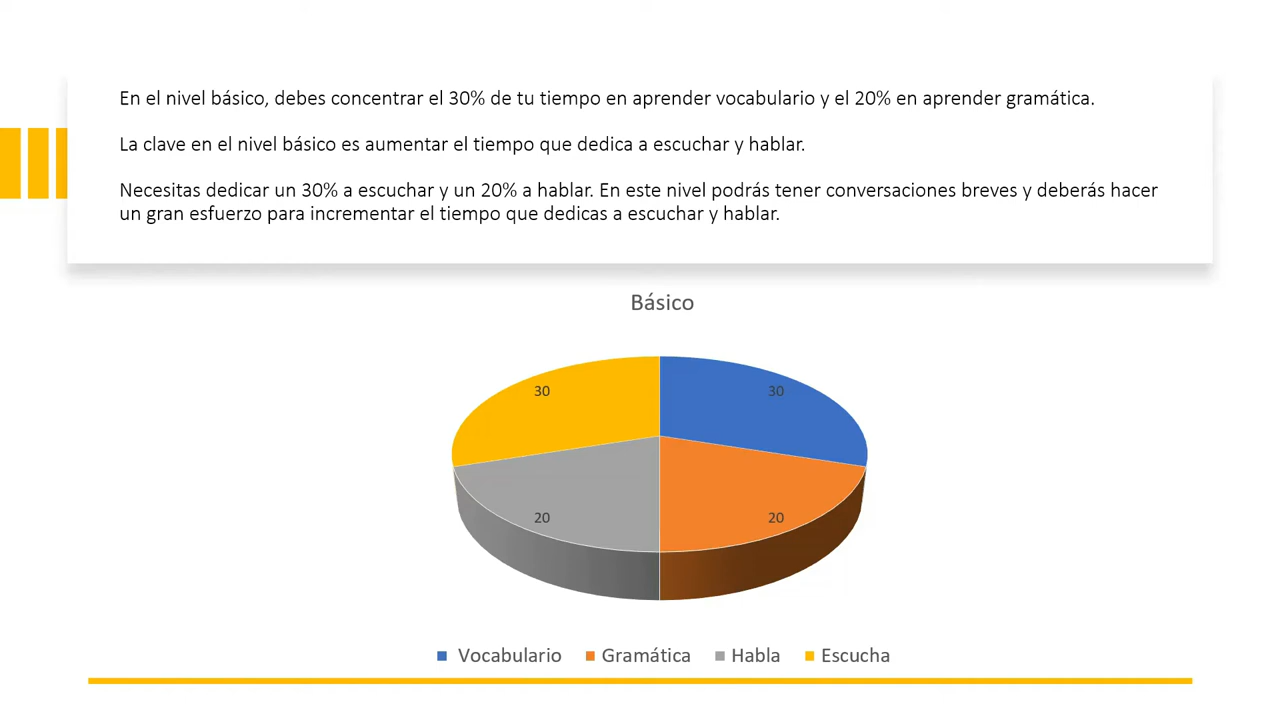 En el nivel básico, debes concentrar el 30% de tu tiempo en aprender vocabulario y el 20% en aprender gramática.
La clave en el nivel básico es aumentar el tiempo que dedica a escuchar y hablar.
Necesitas dedicar un 30% a escuchar y un 20% a hablar. En este nivel podrás tener conversaciones breves y deberás hacer
un gran esfuerzo para incrementar el tiempo que dedicas a escuchar y hablar.
Básico
30 30
20 20
Vocabulario Gramática Habla Escucha